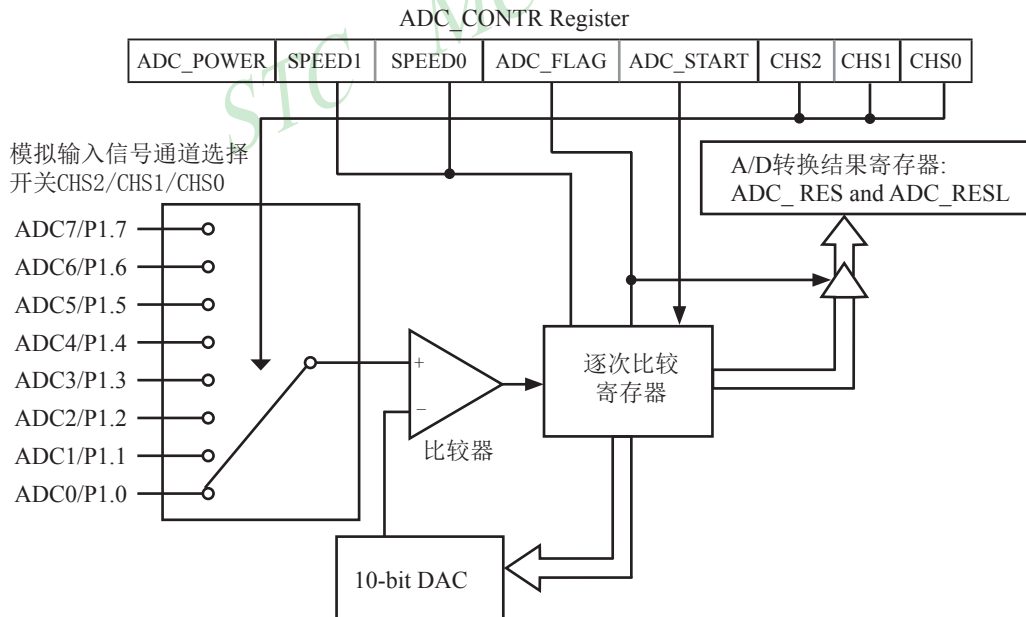 ADC_CONTR Register
ADC_POWER SPEED1 SPEED0 ADC_FLAG ADC_START CHS2 CHS1 CHS0
STC MC
模拟输入信号通道选择
开关CHS2/CHS1/CHS0
A/D转换结果寄存器:
ADC_ RES and ADC_RESL
ADC7/P1.7
ADC6/P1.6
ADC5/P1.5
ADC4/P1.4
ADC3/P1.3
ADC2/P1.2
ADC1/P1.1
ADC0/P1.0
+
−
比较器
逐次比较
寄存器
10-bit DAC